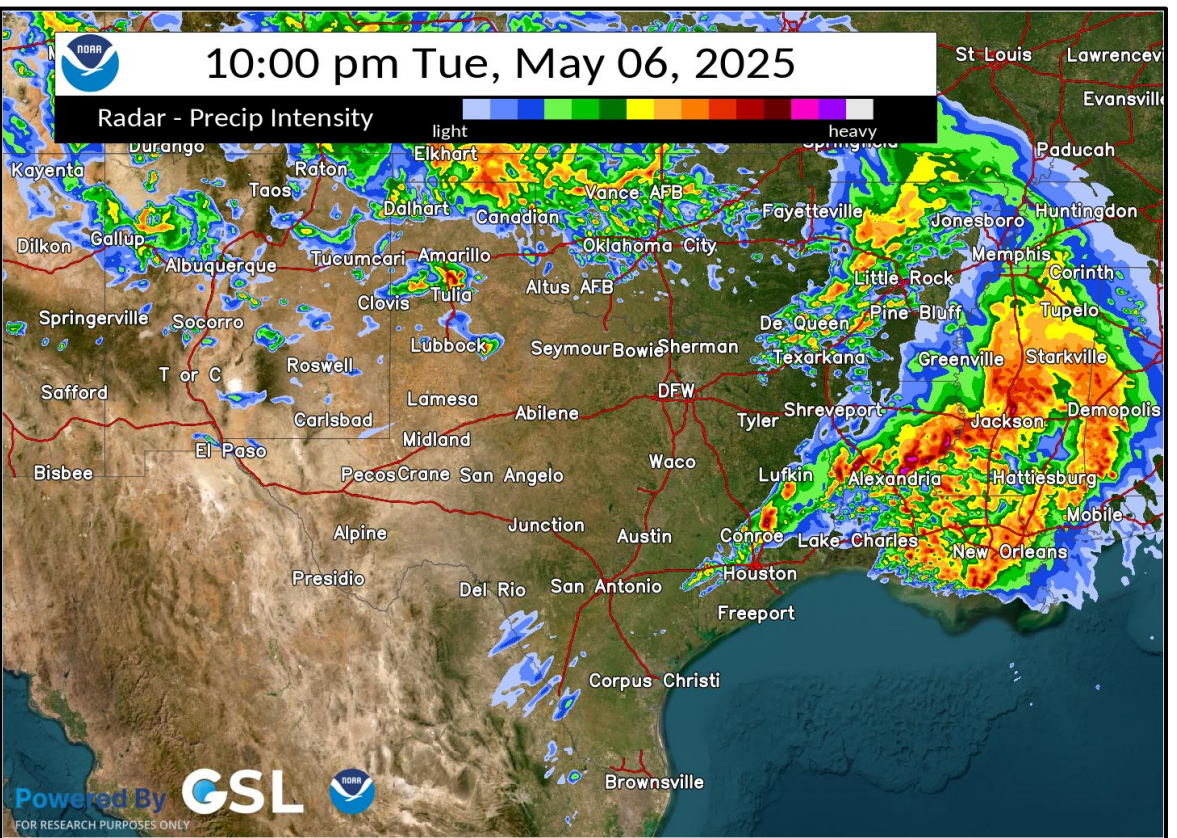 NOAA
10:00 pm Tue, May 06, 2025
Radar - Precip Intensity
light
heavy
St Louis
Lawrencevi
Evansville
Durango
Elkhart
Springfield
Paducah
Kayenta
Raton
Taos
Vance AFB
Dalhart
Canadian
Fayetteville
Jonesboro
Huntingdon
Dilkon
Gallup
Oklahoma City
Albuquerque
Tucumcari
Amarillo
Memphis
Corinth
Clovis
Tulia
Altus AFB
Little Rock
Springerville
Socorro
De Queen
Pine Bluff
Tupelo
Lubbock
Seymour
Bowie
Sherman
Texarkana
Greenville
Starkville
T or C
Roswell
Safford
Lamesa
DFW
Carlsbad
Abilene
Tyler
Shreveport
Jackson
Demopolis
Midland
El Paso
Bisbee
Pecos
Crane
San Angelo
Waco
Lufkin
Alexandria
Hattiesburg
Mobile
Alpine
Junction
Austin
Conroe
Lake Charles
New Orleans
Presidio
Del Rio
San Antonio
Houston
Freeport
Corpus Christi
Brownsville
Powered By
GSL
NOAA
FOR RESEARCH PURPOSES ONLY